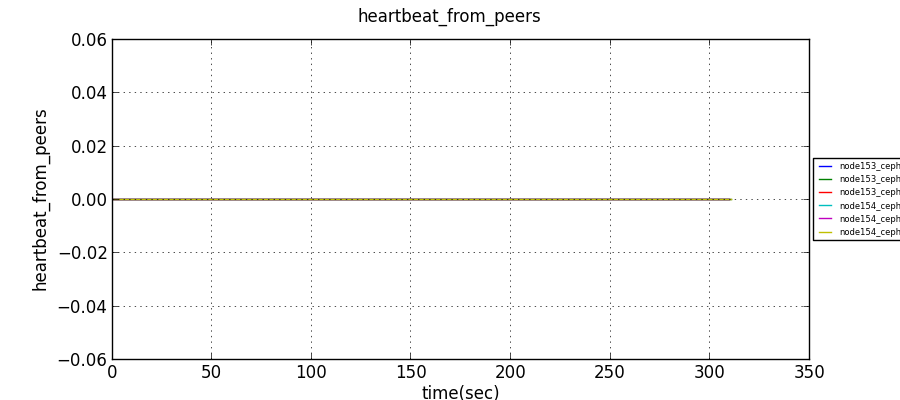 heartbeat_from_peers
0.06
0.04
0.02
0.00
−0.02
−0.04
−0.06
heartbeat_from_peers
0 50 100 150 200 250 300 350
time(sec)
node153_ceph
node153_ceph
node153_ceph
node154_ceph
node154_ceph
node154_ceph